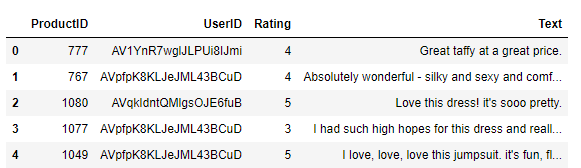 ProductID UserID Rating Text
0 777 AV1YnR7wglJLPUi8IJmi 4 Great taffy at a great price.
1 767 AVpfpK8KLJeJML43BCuD 4 Absolutely wonderful - silky and sexy and comf...
2 1080 AVqkIdntQMlgsOJE6fuB 5 Love this dress! it's sooo pretty.
3 1077 AVpfpK8KLJeJML43BCuD 3 I had such high hopes for this dress and reall...
4 1049 AVpfpK8KLJeJML43BCuD 5 I love, love, love this jumpsuit. it's fun, fl...